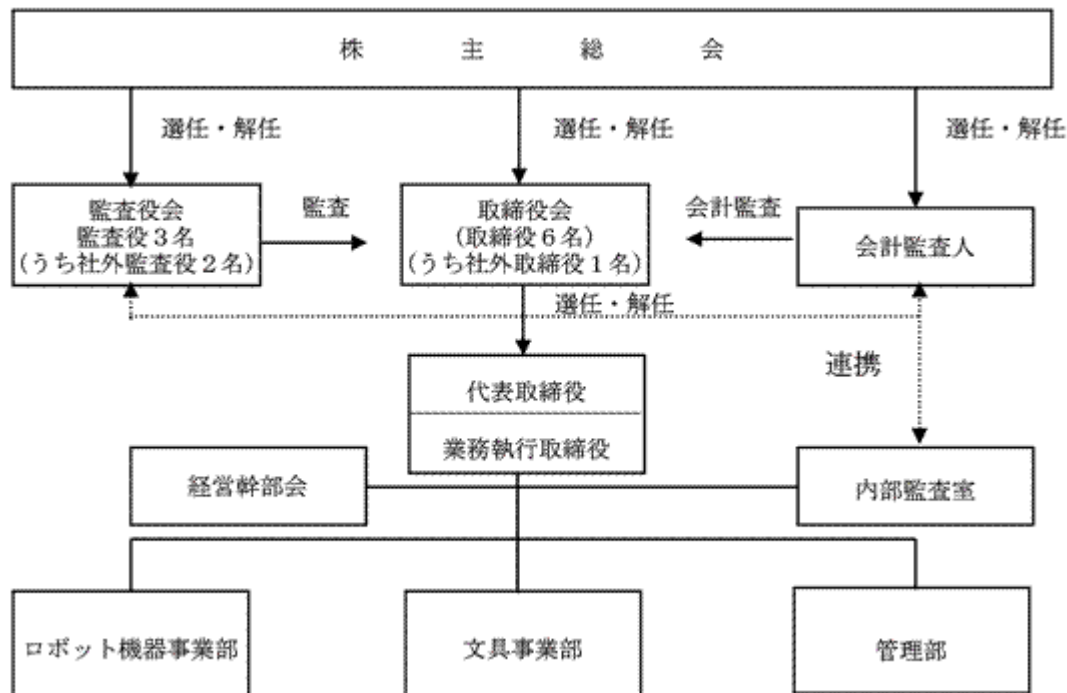 株主総会
選任・解任
選任・解任
選任・解任
監査役会
監査役3名
(うち社外監査役2名)
監査
取締役会
(取締役6名)
(うち社外取締役1名)
会計監査
会計監査人
選任・解任
連携
代表取締役
業務執行取締役
経営幹部会
内部監査室
ロボット機器事業部
文具事業部
管理部